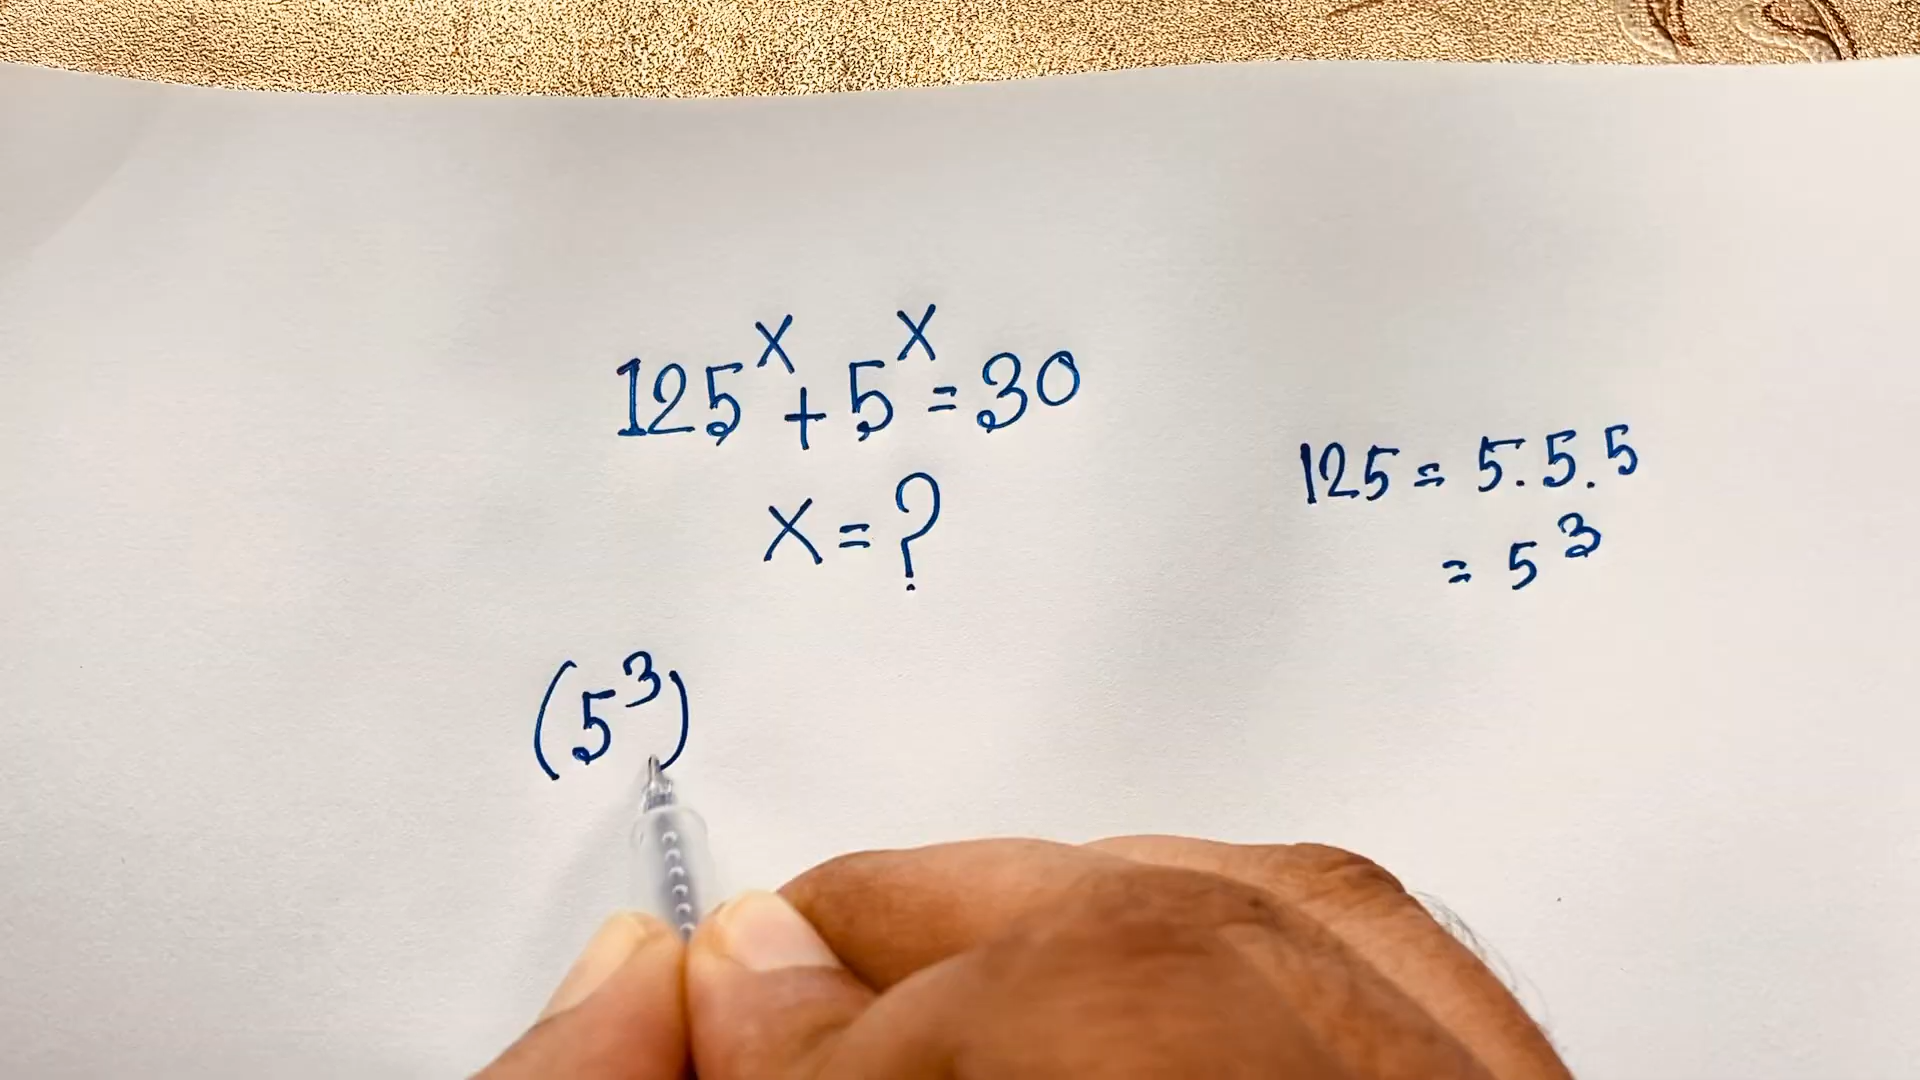 125^x + 5^x = 30
x = ?
125 = 5.5.5
= 5^3
(5^3)